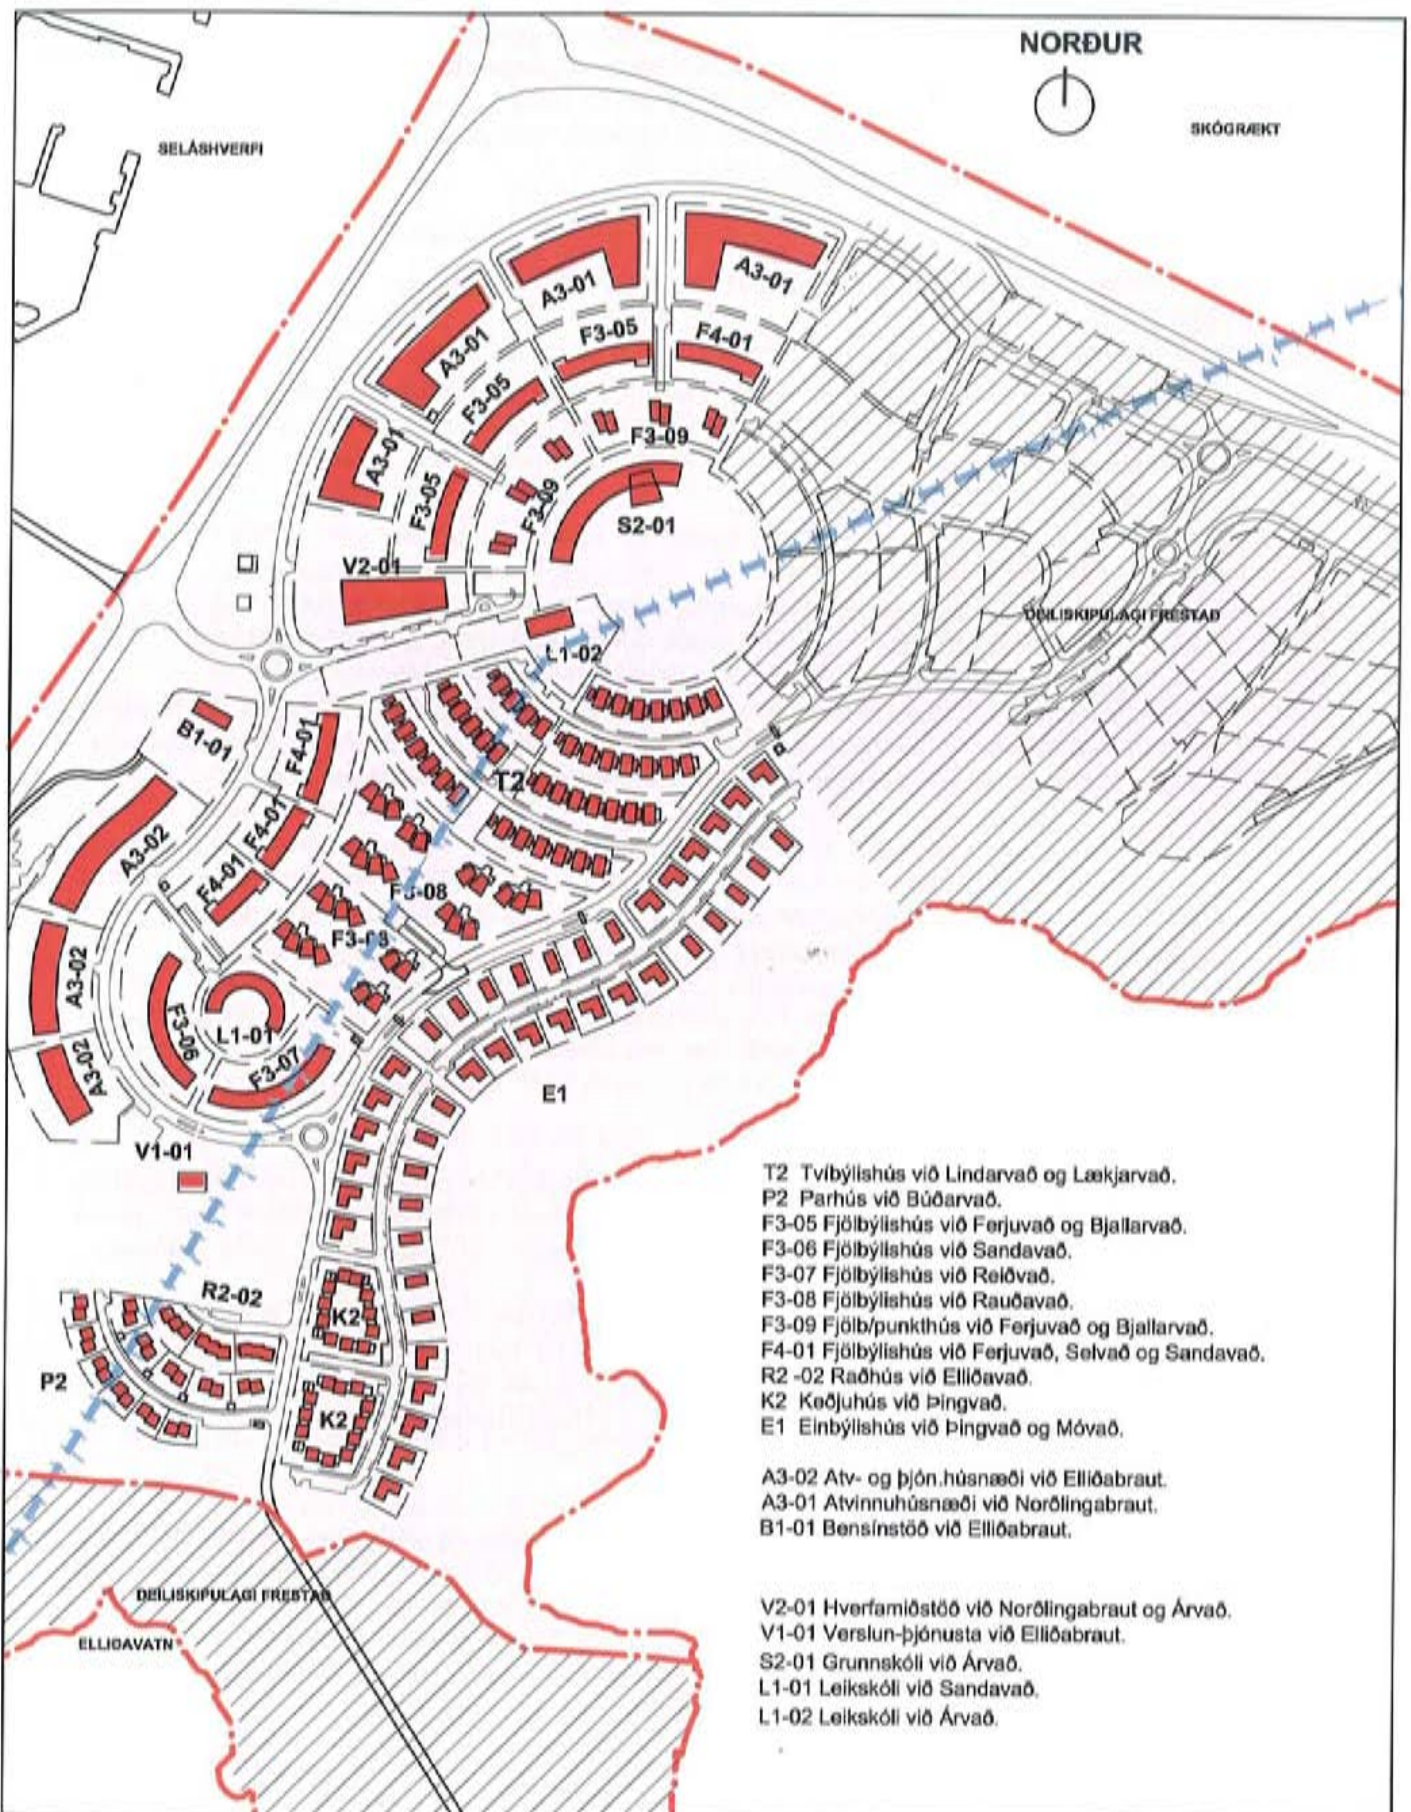 NORÐUR
SKÓGRÆKT
SELÁSHVERFI
A3-01
A3-01
A3-01
F3-05
F4-01
F3-05
A3-01
F3-09
F3-05
F3-09
S2-01
V2-01
DEILISKIPULAGI FRESTAÐ
L1-02
B1-01
F4-01
T2
F4-01
A3-02
F4-01
F3-08
F3-08
A3-02
F3-06
L1-01
F3-07
A3-02
E1
V1-01
R2-02
K2
P2
K2
T2 Tvíbýlishús við Lindarvað og Lækjarvað.
P2 Parhús við Búðarvað.
F3-05 Fjölbýlishús við Ferjuvað og Bjallarvað.
F3-06 Fjölbýlishús við Sandavað.
F3-07 Fjölbýlishús við Reiðvað.
F3-08 Fjölbýlishús við Rauðavað.
F3-09 Fjölb/punkthús við Ferjuvað og Bjallarvað.
F4-01 Fjölbýlishús við Ferjuvað, Selvað og Sandavað.
R2 -02 Raðhús við Elliðavað.
K2 Keðjuhús við Þingvað.
E1 Einbýlishús við Þingvað og Móvað.
A3-02 Atv- og þjón.húsnæði við Elliðabraut.
A3-01 Atvinnuhúsnæði við Norðlingabraut.
B1-01 Bensínstöð við Elliðabraut.
V2-01 Hverfamiðstöð við Norðlingabraut og Árvað.
V1-01 Verslun-þjónusta við Elliðabraut.
S2-01 Grunnskóli við Árvað.
L1-01 Leikskóli við Sandavað.
L1-02 Leikskóli við Árvað.
DEILISKIPULAGI FRESTAÐ
ELLIÐAVATN